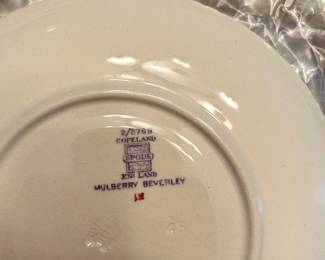 2/8769
COPELAND
SPODE
ENGLAND
MULBERRY BEVERLEY